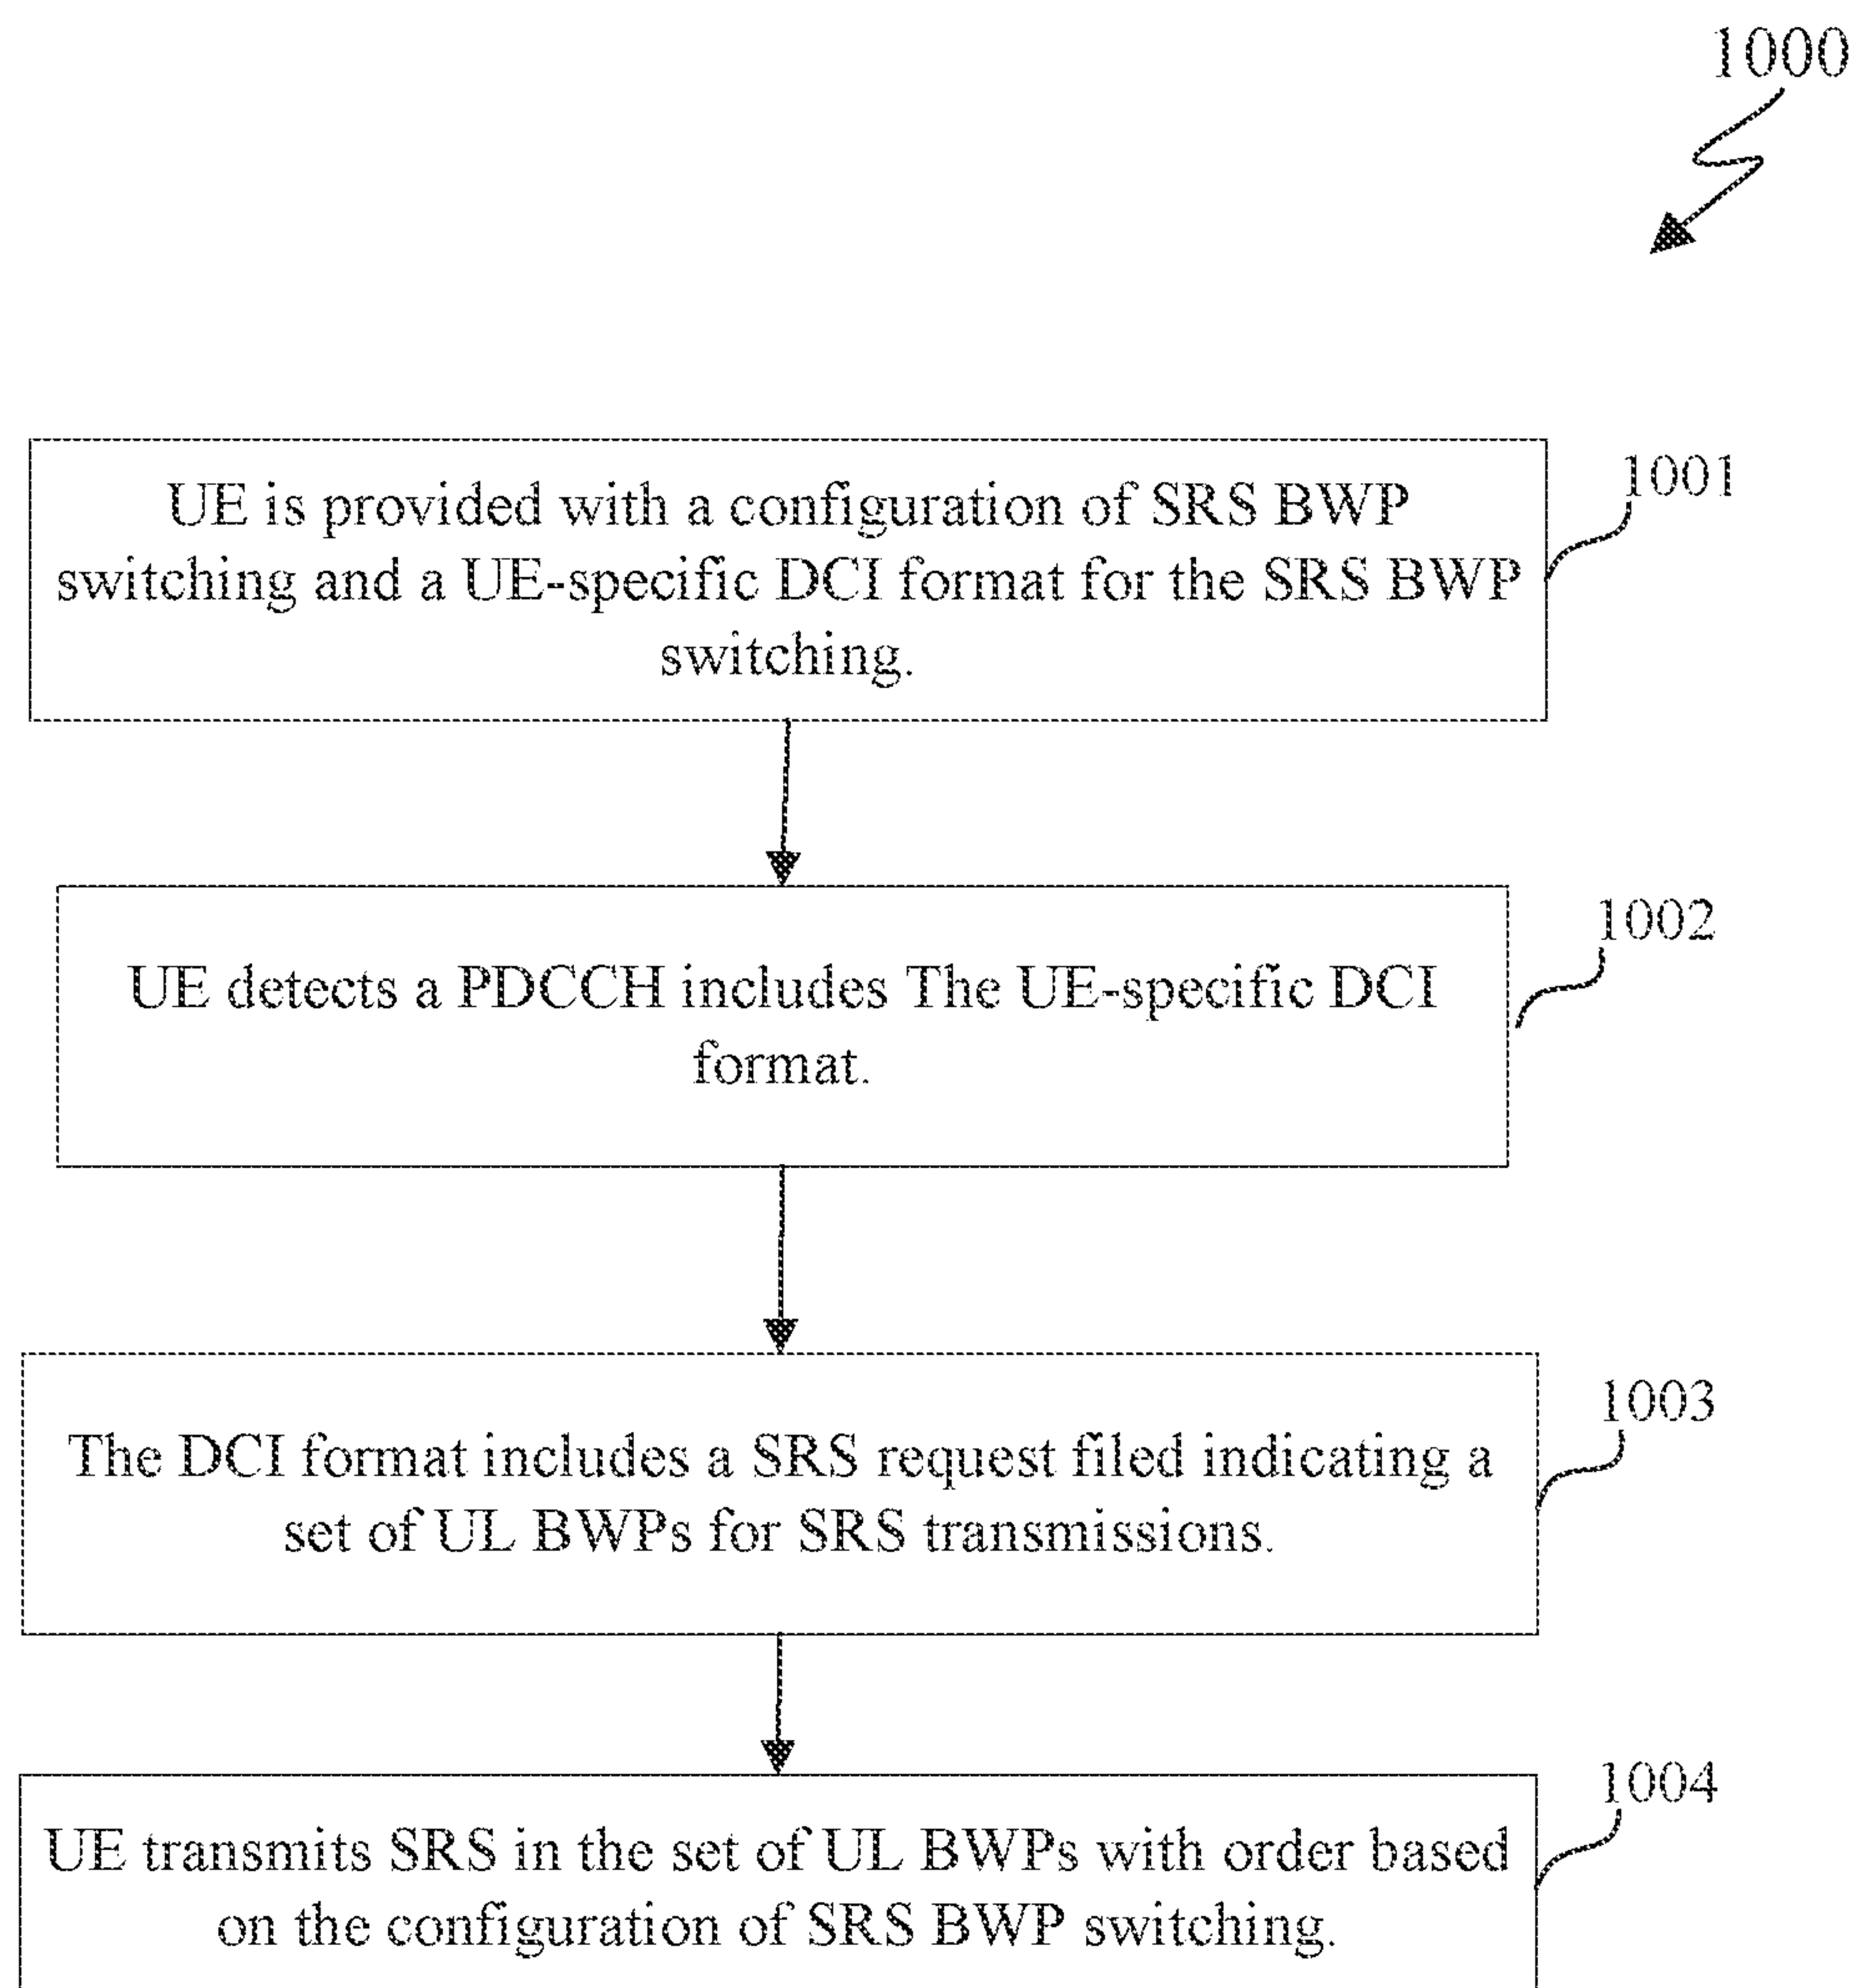 1000
UE is provided with a configuration of SRS BWP
switching and a UE-specific DCI format for the SRS BWP
switching.
1001
UE detects a PDCCH includes The UE-specific DCI
format.
1002
The DCI format includes a SRS request filed indicating a
set of UL BWPs for SRS transmissions.
1003
UE transmits SRS in the set of UL BWPs with order based
on the configuration of SRS BWP switching.
1004